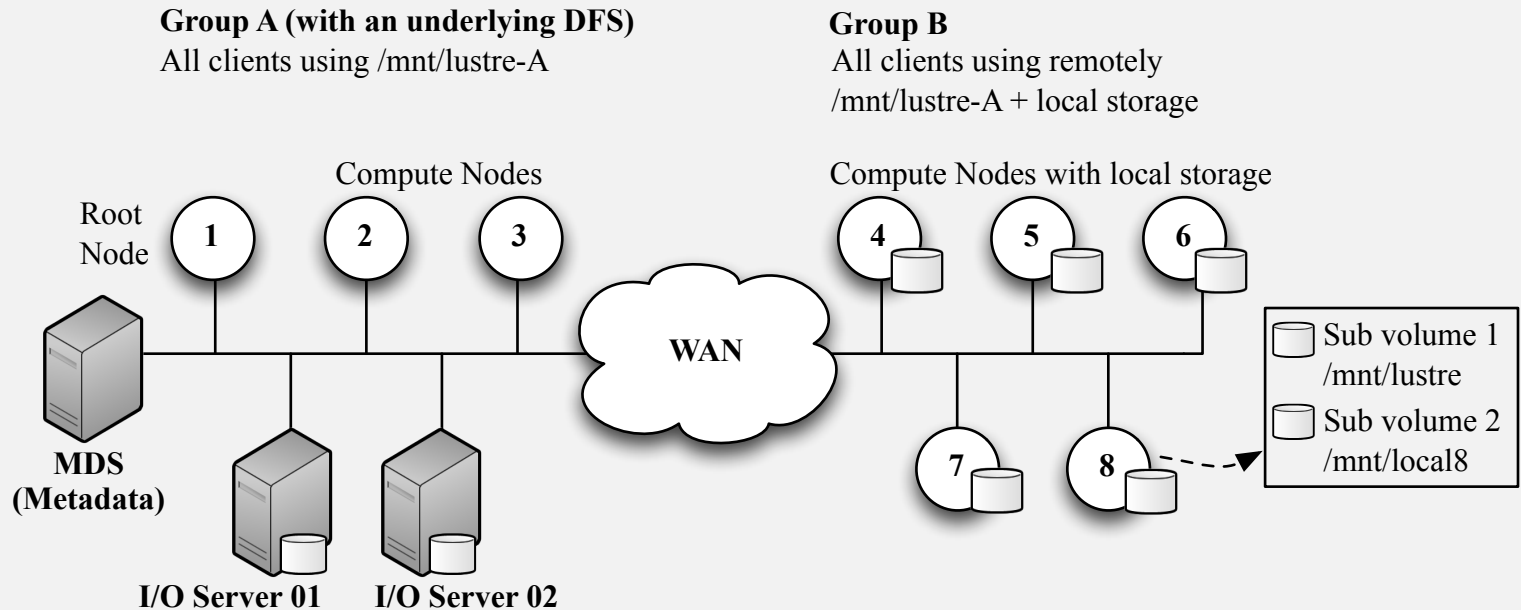 Group A (with an underlying DFS)
All clients using /mnt/lustre-A
Group B
All clients using remotely
/mnt/lustre-A + local storage
Compute Nodes
Compute Nodes with local storage
Root
Node
1
2
3
4
5
6
WAN
Sub volume 1
/mnt/lustre
Sub volume 2
/mnt/local8
MDS
(Metadata)
7
8
I/O Server 01
I/O Server 02